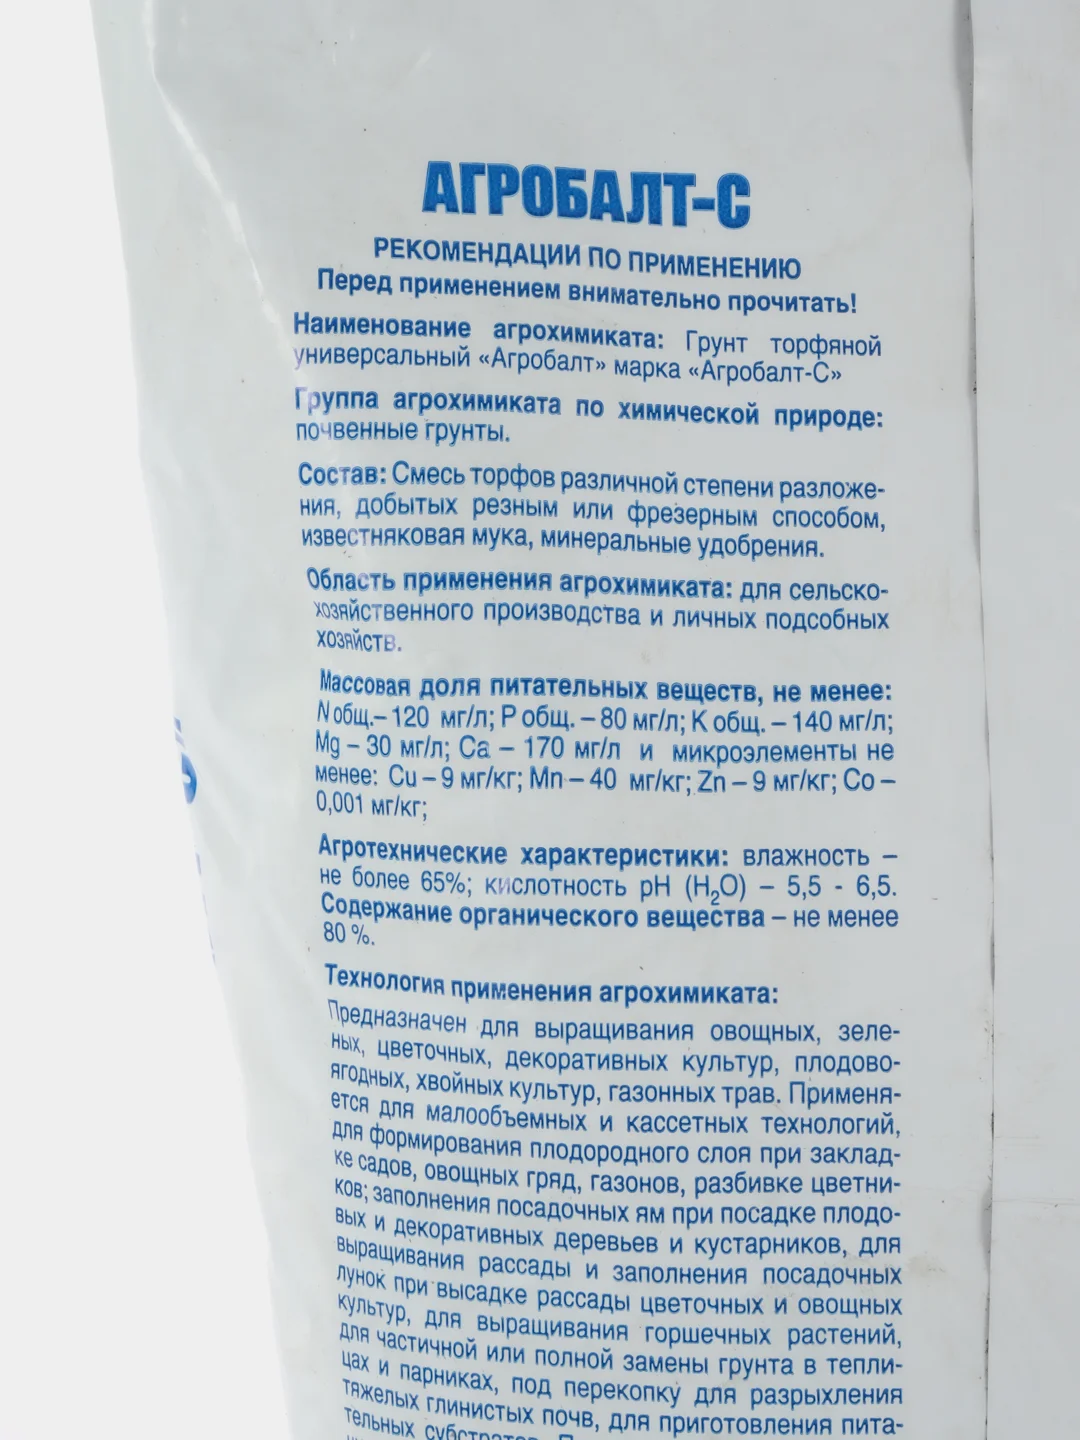 АГРОБАЛТ-С
РЕКОМЕНДАЦИИ ПО ПРИМЕНЕНИЮ
Перед применением внимательно прочитать!
Наименование агрохимиката: Грунт торфяной
универсальный «Агробалт» марка «Агробалт-С»
Группа агрохимиката по химической природе:
почвенные грунты.
Состав: Смесь торфов различной степени разложе-
ния, добытых резным или фрезерным способом,
известняковая мука, минеральные удобрения.
Область применения агрохимиката: для сельско-
хозяйственного производства и личных подсобных
хозяйств.
Массовая доля питательных веществ, не менее:
N общ.– 120 мг/л; P общ. – 80 мг/л; K общ. – 140 мг/л;
Mg – 30 мг/л; Ca – 170 мг/л и микроэлементы не
менее: Cu – 9 мг/кг; Mn – 40 мг/кг; Zn – 9 мг/кг; Co –
0,001 мг/кг;
Агротехнические характеристики: влажность –
не более 65%; кислотность pH (H₂O) – 5,5 - 6,5.
Содержание органического вещества – не менее
80 %.
Технология применения агрохимиката:
Предназначен для выращивания овощных, зеле-
ных, цветочных, декоративных культур, плодово-
ягодных, хвойных культур, газонных трав. Применя-
ется для малообъемных и кассетных технологий,
для формирования плодородного слоя при заклад-
ке садов, овощных гряд, газонов, разбивке цветни-
ков; заполнения посадочных ям при посадке плодо-
вых и декоративных деревьев и кустарников, для
выращивания рассады и заполнения посадочных
лунок при высадке рассады цветочных и овощных
культур, для выращивания горшечных растений,
для частичной или полной замены грунта в тепли-
цах и парниках, под перекопку для разрыхления
тяжелых глинистых почв, для приготовления пита-
тельных субстратов.